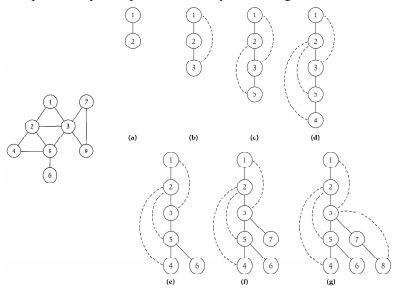 1 1 1 1
2 2 2 2
3 3 3
5 5
4
(a) (b) (c) (d)
1 7
2 3
4 5 8
6
1 1 1
2 2 2
3 3 3
5 5 7 5 7
4 6 4 6 4 6 8
(e) (f) (g)